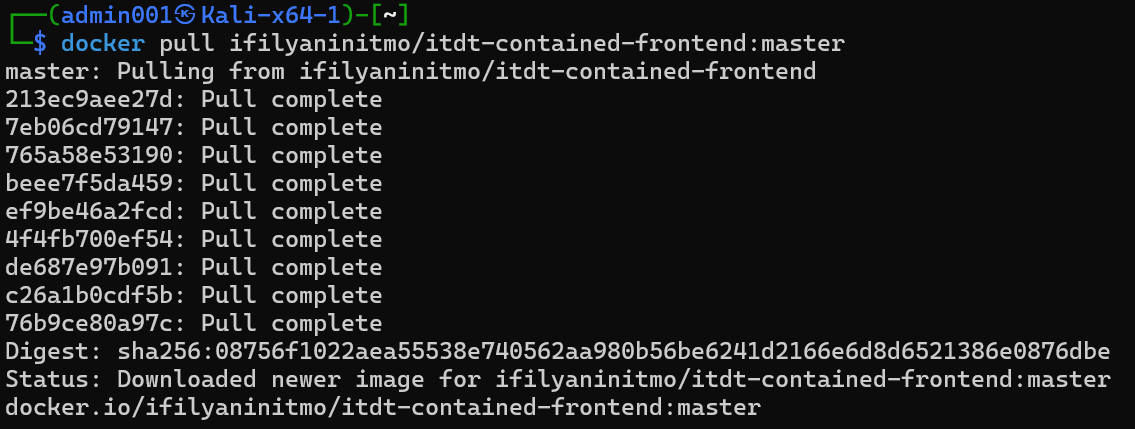 ┌──(admin001㉿Kali-x64-1)-[~]
└─$ docker pull ifilyaninitmo/itdt-contained-frontend:master
master: Pulling from ifilyaninitmo/itdt-contained-frontend
213ec9aee27d: Pull complete
7eb06cd79147: Pull complete
765a58e53190: Pull complete
beee7f5da459: Pull complete
ef9be46a2fcd: Pull complete
4f4fb700ef54: Pull complete
de687e97b091: Pull complete
c26a1b0cdf5b: Pull complete
76b9ce80a97c: Pull complete
Digest: sha256:08756f1022aea55538e740562aa980b56be6241d2166e6d8d6521386e0876dbe
Status: Downloaded newer image for ifilyaninitmo/itdt-contained-frontend:master
docker.io/ifilyaninitmo/itdt-contained-frontend:master